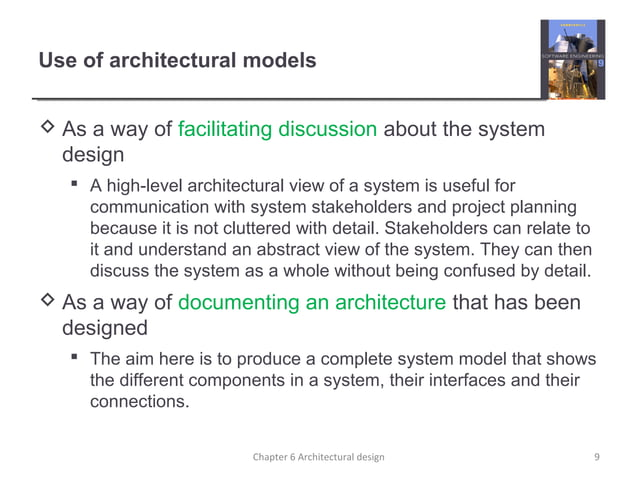 Use of architectural models
SOFTWARE ENGINEERING
9
As a way of facilitating discussion about the system
design
A high-level architectural view of a system is useful for
communication with system stakeholders and project planning
because it is not cluttered with detail. Stakeholders can relate to
it and understand an abstract view of the system. They can then
discuss the system as a whole without being confused by detail.
As a way of documenting an architecture that has been
designed
The aim here is to produce a complete system model that shows
the different components in a system, their interfaces and their
connections.
Chapter 6 Architectural design
9